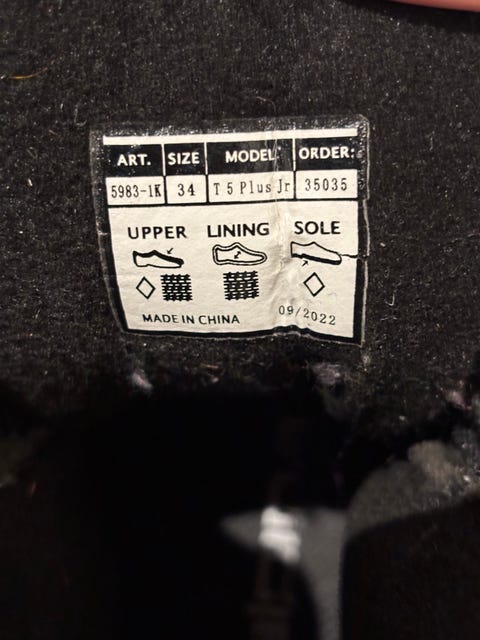 ART. SIZE MODEL ORDER:
5983-1K 34 T 5 Plus Jr 35035
UPPER LINING SOLE
MADE IN CHINA 09/2022